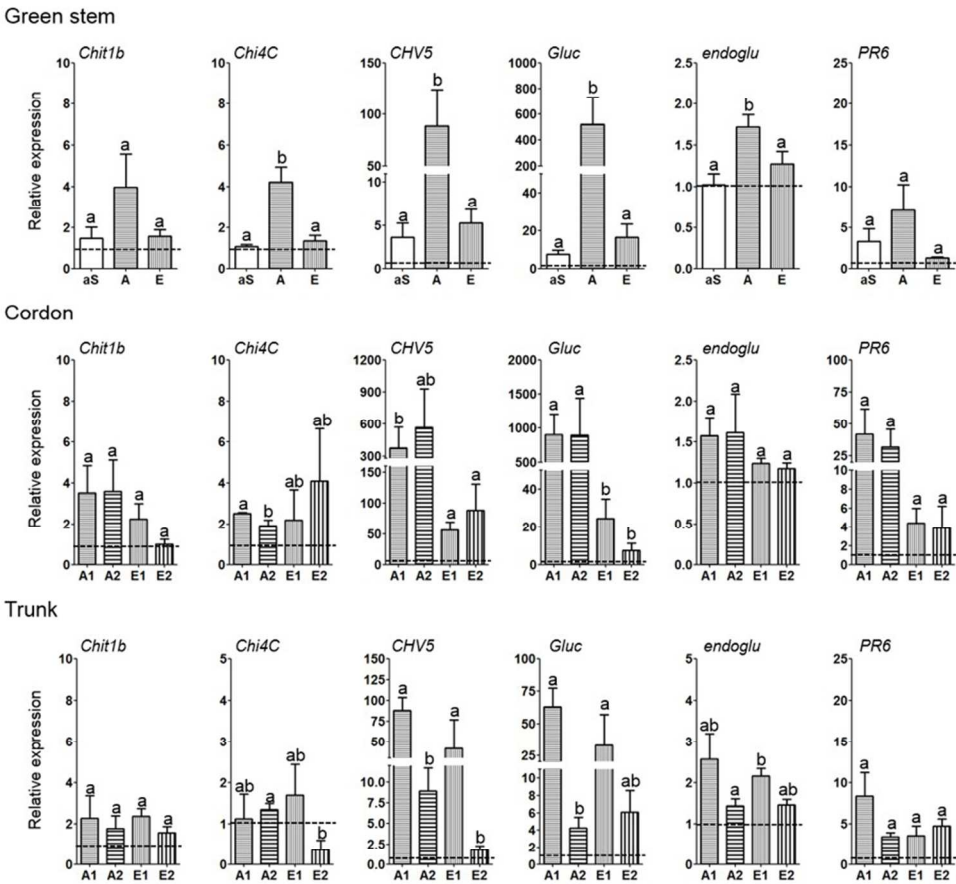 Green stem
Chit1b Chi4C CHV5 Gluc endoglu PR6
Relative expression
10 8 6 4 2 0
a a a
aS A E
10 8 6 4 2 0
a b a
aS A E
150 100 50 10 5 0
a b a
aS A E
1000 800 600 400 200 40 20 0
a b a
aS A E
2.5 2.0 1.5 1.0 0.5 0.0
a b a
aS A E
25 20 15 10 5 0
a a a
aS A E
Cordon
Chit1b Chi4C CHV5 Gluc endoglu PR6
Relative expression
10 8 6 4 2 0
a a a a
A1 A2 E1 E2
10 8 6 4 2 0
a b ab ab
A1 A2 E1 E2
1200 900 600 300 150 100 50 0
b ab a a
A1 A2 E1 E2
2000 1500 1000 500 40 20 0
a a b b
A1 A2 E1 E2
2.5 2.0 1.5 1.0 0.5 0.0
a a a a
A1 A2 E1 E2
100 75 50 25 10 8 6 4 2 0
a a a a
A1 A2 E1 E2
Trunk
Chit1b Chi4C CHV5 Gluc endoglu PR6
Relative expression
10 8 6 4 2 0
a a a a
A1 A2 E1 E2
5 4 3 2 1 0
ab a ab b
A1 A2 E1 E2
150 125 100 75 50 10.0 7.5 5.0 2.5 0.0
a b a b
A1 A2 E1 E2
100 75 50 25 10 8 6 4 2 0
a b a b
A1 A2 E1 E2
5 4 3 2 1 0
ab a b ab
A1 A2 E1 E2
25 20 15 10 5 0
a a a a
A1 A2 E1 E2